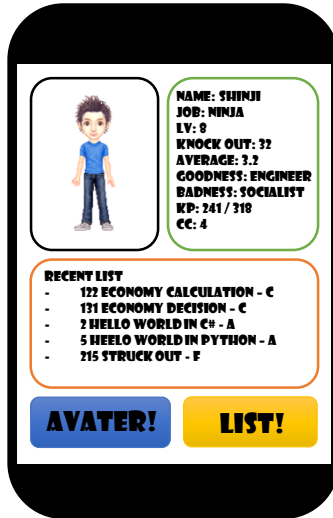 NAME: SHINJI
JOB: NINJA
LV: 8
KNOCK OUT: 32
AVERAGE: 3.2
GOODNESS: ENGINEER
BADNESS: SOCIALIST
KP: 241 / 318
CC: 4
RECENT LIST
- 122 ECONOMY CALCULATION – C
- 131 ECONOMY DECISION – C
- 2 HELLO WORLD IN C# - A
- 5 HEELO WORLD IN PYTHON – A
- 215 STRUCK OUT - F
AVATER!
LIST!